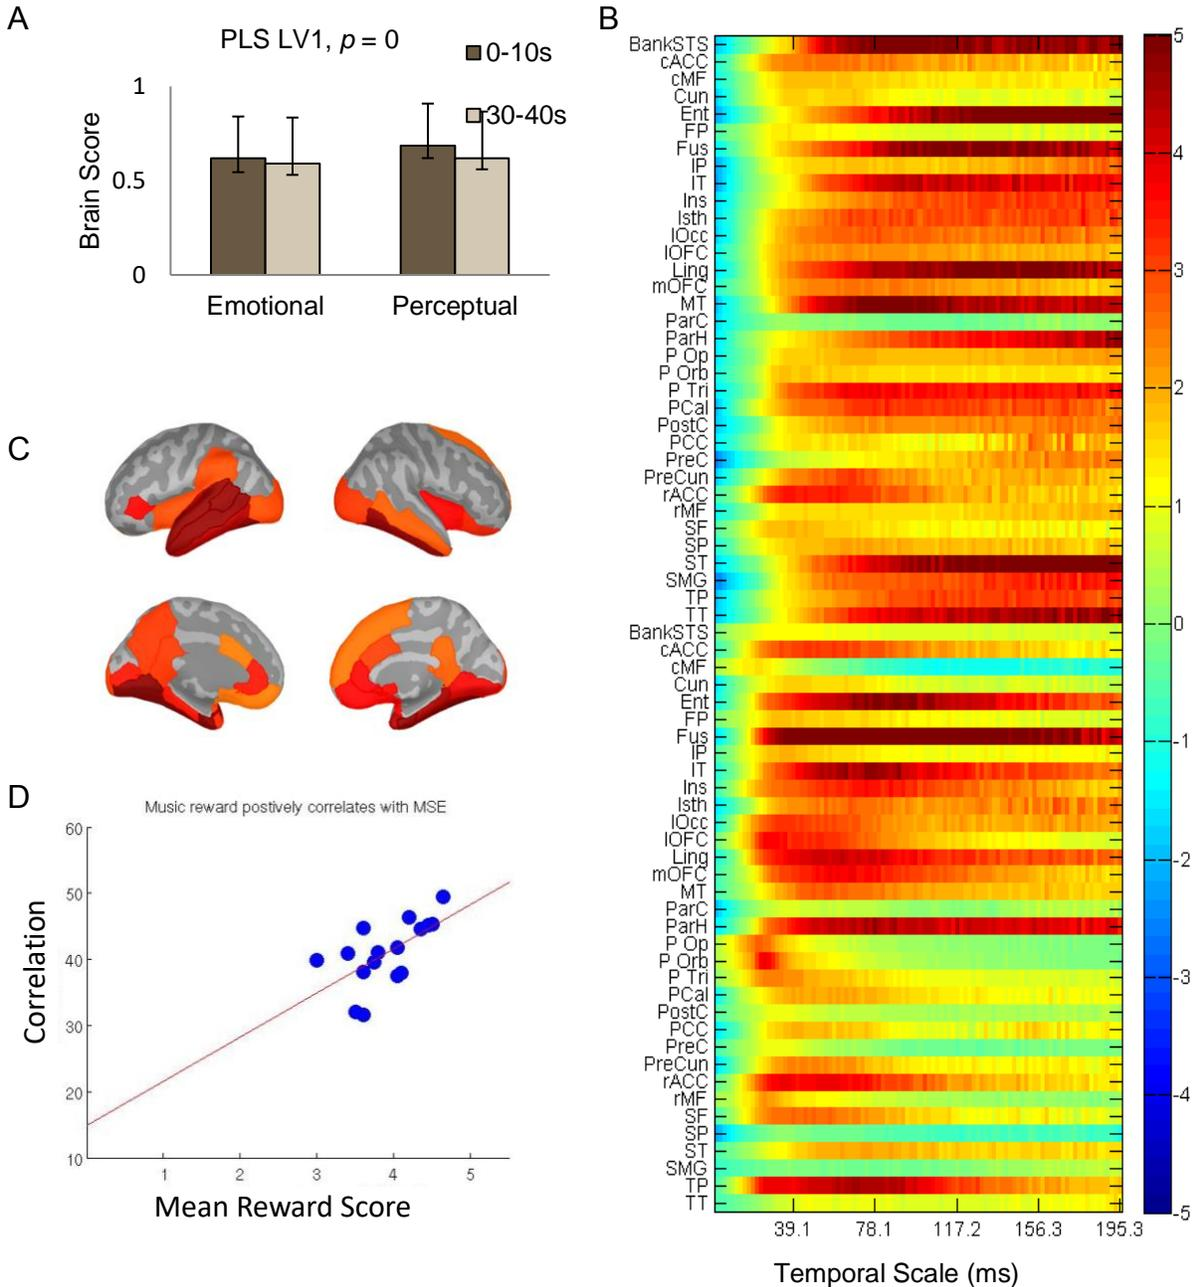 A
PLS LV1, p = 0
0-10s
30-40s
1
0.5
0
Brain Score
Emotional
Perceptual
B
BankSTS
cACC
cMF
Cun
Ent
FP
Fus
IP
IT
Ins
Isth
lOcc
lOFC
Ling
mOFC
MT
ParC
ParH
P Op
P Orb
P Tri
PCal
PostC
PCC
PreC
PreCun
rACC
rMF
SF
SP
ST
SMG
TP
TT
BankSTS
cACC
cMF
Cun
Ent
FP
Fus
IP
IT
Ins
Isth
lOcc
lOFC
Ling
mOFC
MT
ParC
ParH
P Op
P Orb
P Tri
PCal
PostC
PCC
PreC
PreCun
rACC
rMF
SF
SP
ST
SMG
TP
TT
39.1 78.1 117.2 156.3 195.3
Temporal Scale (ms)
5
4
3
2
1
0
-1
-2
-3
-4
-5
C
D
Music reward postively correlates with MSE
60
50
40
30
20
10
Correlation
1 2 3 4 5
Mean Reward Score